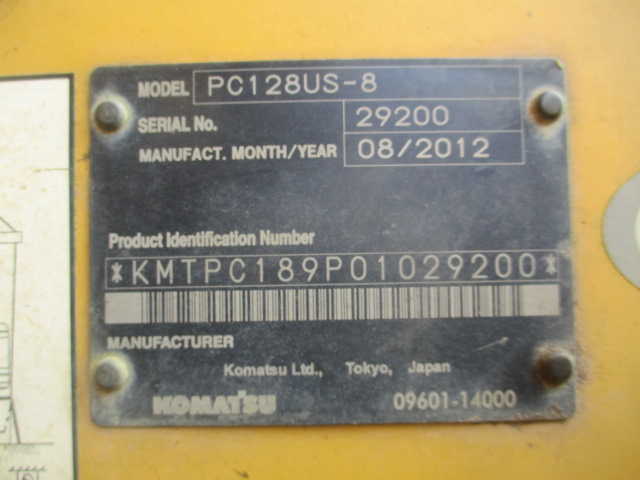 MODEL PC128US-8
SERIAL No. 29200
MANUFACT. MONTH/YEAR 08/2012
Product Identification Number
*KMTPC189P01029200*
MANUFACTURER
Komatsu Ltd., Tokyo, Japan
KOMATSU 09601-14000